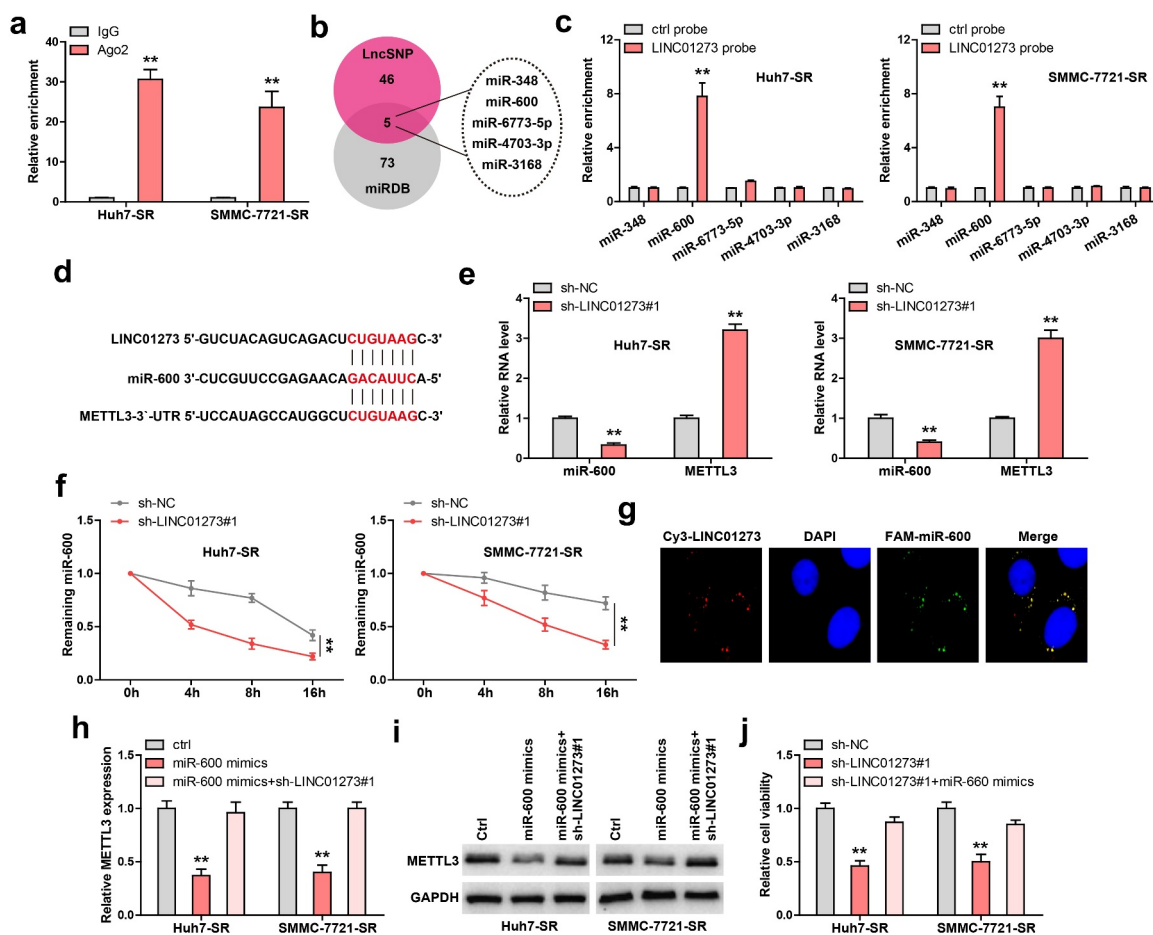 a
IgG
Ago2
Relative enrichment
40
30
20
10
0
**
**
Huh7-SR
SMMC-7721-SR
b
LncSNP
46
5
73
miRDB
miR-348
miR-600
miR-6773-5p
miR-4703-3p
miR-3168
c
ctrl probe
LINC01273 probe
Relative enrichment
12
8
4
0
**
Huh7-SR
miR-348
miR-600
miR-6773-5p
miR-4703-3p
miR-3168
ctrl probe
LINC01273 probe
Relative enrichment
12
8
4
0
**
SMMC-7721-SR
miR-348
miR-600
miR-6773-5p
miR-4703-3p
miR-3168
d
LINC01273 5'-GUCUACAGUCAGACUCUGUAAGC-3'
miR-600 3'-CUCGUUCCGAGAACAGACAUUCA-5'
METTL3-3`-UTR 5'-UCCAUAGCCAUGGCUCUGUAAGC-3'
e
sh-NC
sh-LINC01273#1
Relative RNA level
4
3
2
1
0
Huh7-SR
**
**
miR-600
METTL3
sh-NC
sh-LINC01273#1
Relative RNA level
4
3
2
1
0
SMMC-7721-SR
**
**
miR-600
METTL3
f
sh-NC
sh-LINC01273#1
Remaining miR-600
1.5
1.0
0.5
0.0
Huh7-SR
**
0h
4h
8h
16h
sh-NC
sh-LINC01273#1
Remaining miR-600
1.5
1.0
0.5
0.0
SMMC-7721-SR
**
0h
4h
8h
16h
g
Cy3-LINC01273
DAPI
FAM-miR-600
Merge
h
ctrl
miR-600 mimics
miR-600 mimics+sh-LINC01273#1
Relative METTL3 expression
1.5
1.0
0.5
0.0
**
**
Huh7-SR
SMMC-7721-SR
i
Ctrl
miR-600 mimics
miR-600 mimics+
sh-LINC01273#1
Ctrl
miR-600 mimics
miR-600 mimics+
sh-LINC01273#1
METTL3
GAPDH
Huh7-SR
SMMC-7721-SR
j
sh-NC
sh-LINC01273#1
sh-LINC01273#1+miR-660 mimics
Relative cell viability
1.5
1.0
0.5
0.0
**
**
Huh7-SR
SMMC-7721-SR